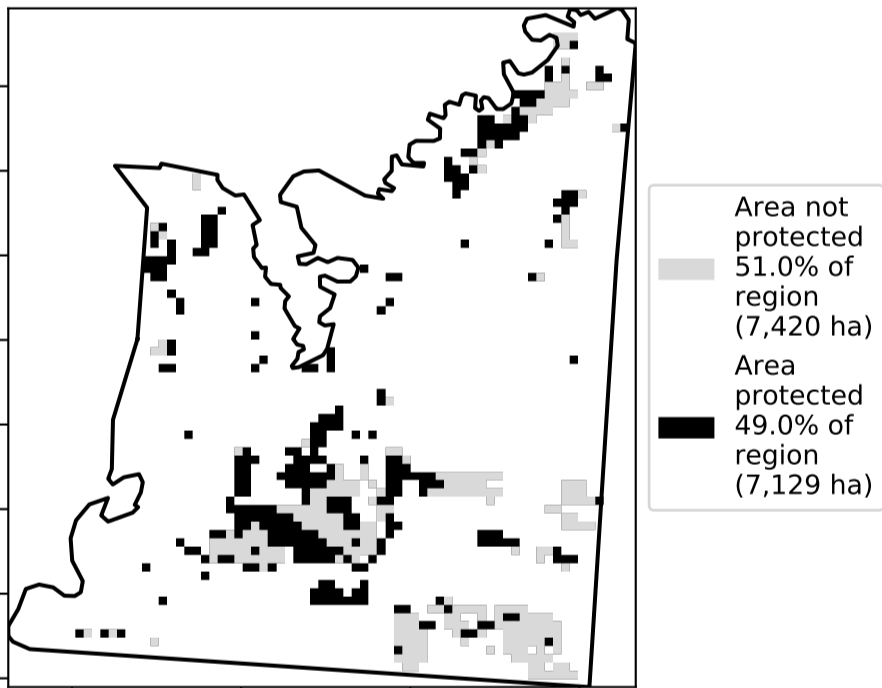 Area not
protected
51.0% of
region
(7,420 ha)
Area
protected
49.0% of
region
(7,129 ha)